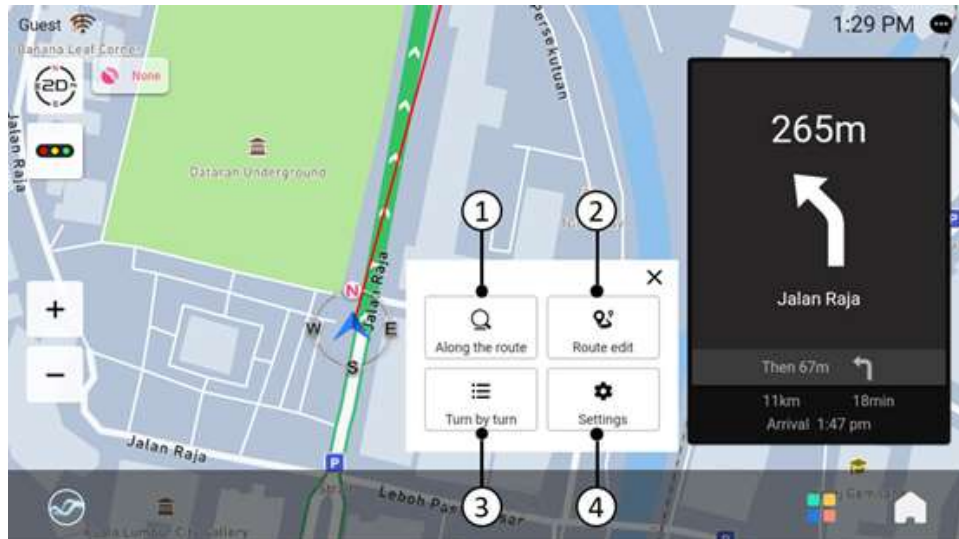 Guest
1:29 PM
Banana Leaf Corner
Persekutuan
N
E 2D
S
None
265m
Jalan Raja
Dataran Underground
1
2
Jalan Raja
N
W
E
S
Jalan Raja
Along the route
Route edit
Turn by turn
Settings
Then 67m
11km
18min
Arrival 1:47 pm
+
-
Jalan Raja
P
P
3
4
Leboh Pasar
Kuala Lumpur City Gallery